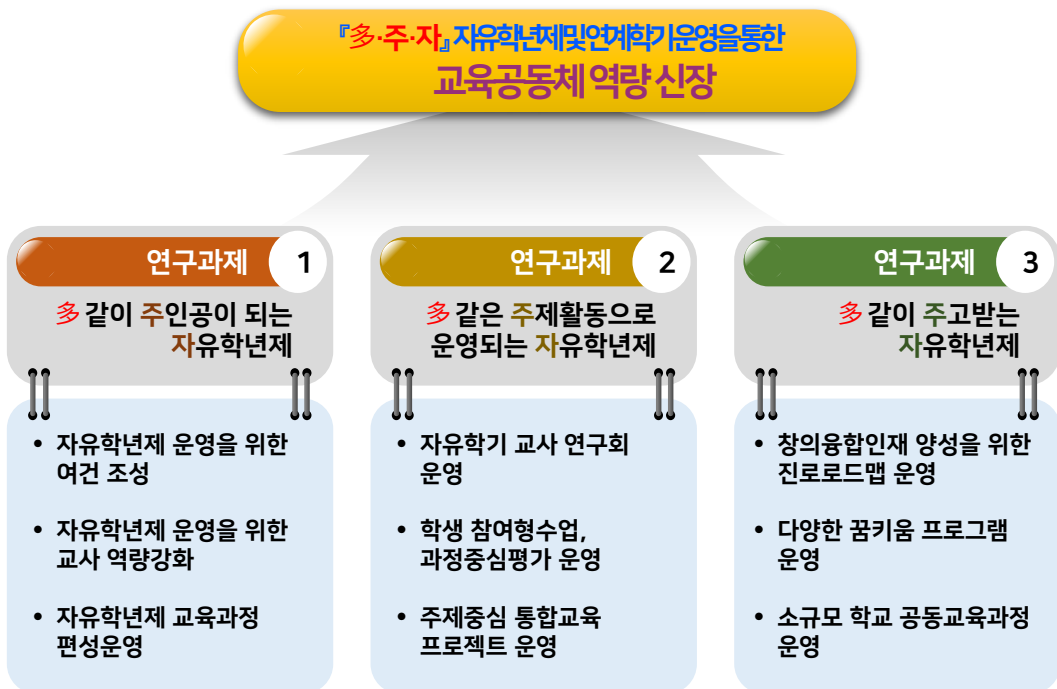 『多·주·자』 자유학년제 및 연계학기 운영을 통한
교육공동체 역량 신장
연구과제 1
多 같이 주인공이 되는
자유학년제
• 자유학년제 운영을 위한
여건 조성
• 자유학년제 운영을 위한
교사 역량강화
• 자유학년제 교육과정
편성운영
연구과제 2
多 같은 주제활동으로
운영되는 자유학년제
• 자유학기 교사 연구회
운영
• 학생 참여형수업,
과정중심평가 운영
• 주제중심 통합교육
프로젝트 운영
연구과제 3
多 같이 주고받는
자유학년제
• 창의융합인재 양성을 위한
진로로드맵 운영
• 다양한 꿈키움 프로그램
운영
• 소규모 학교 공동교육과정
운영